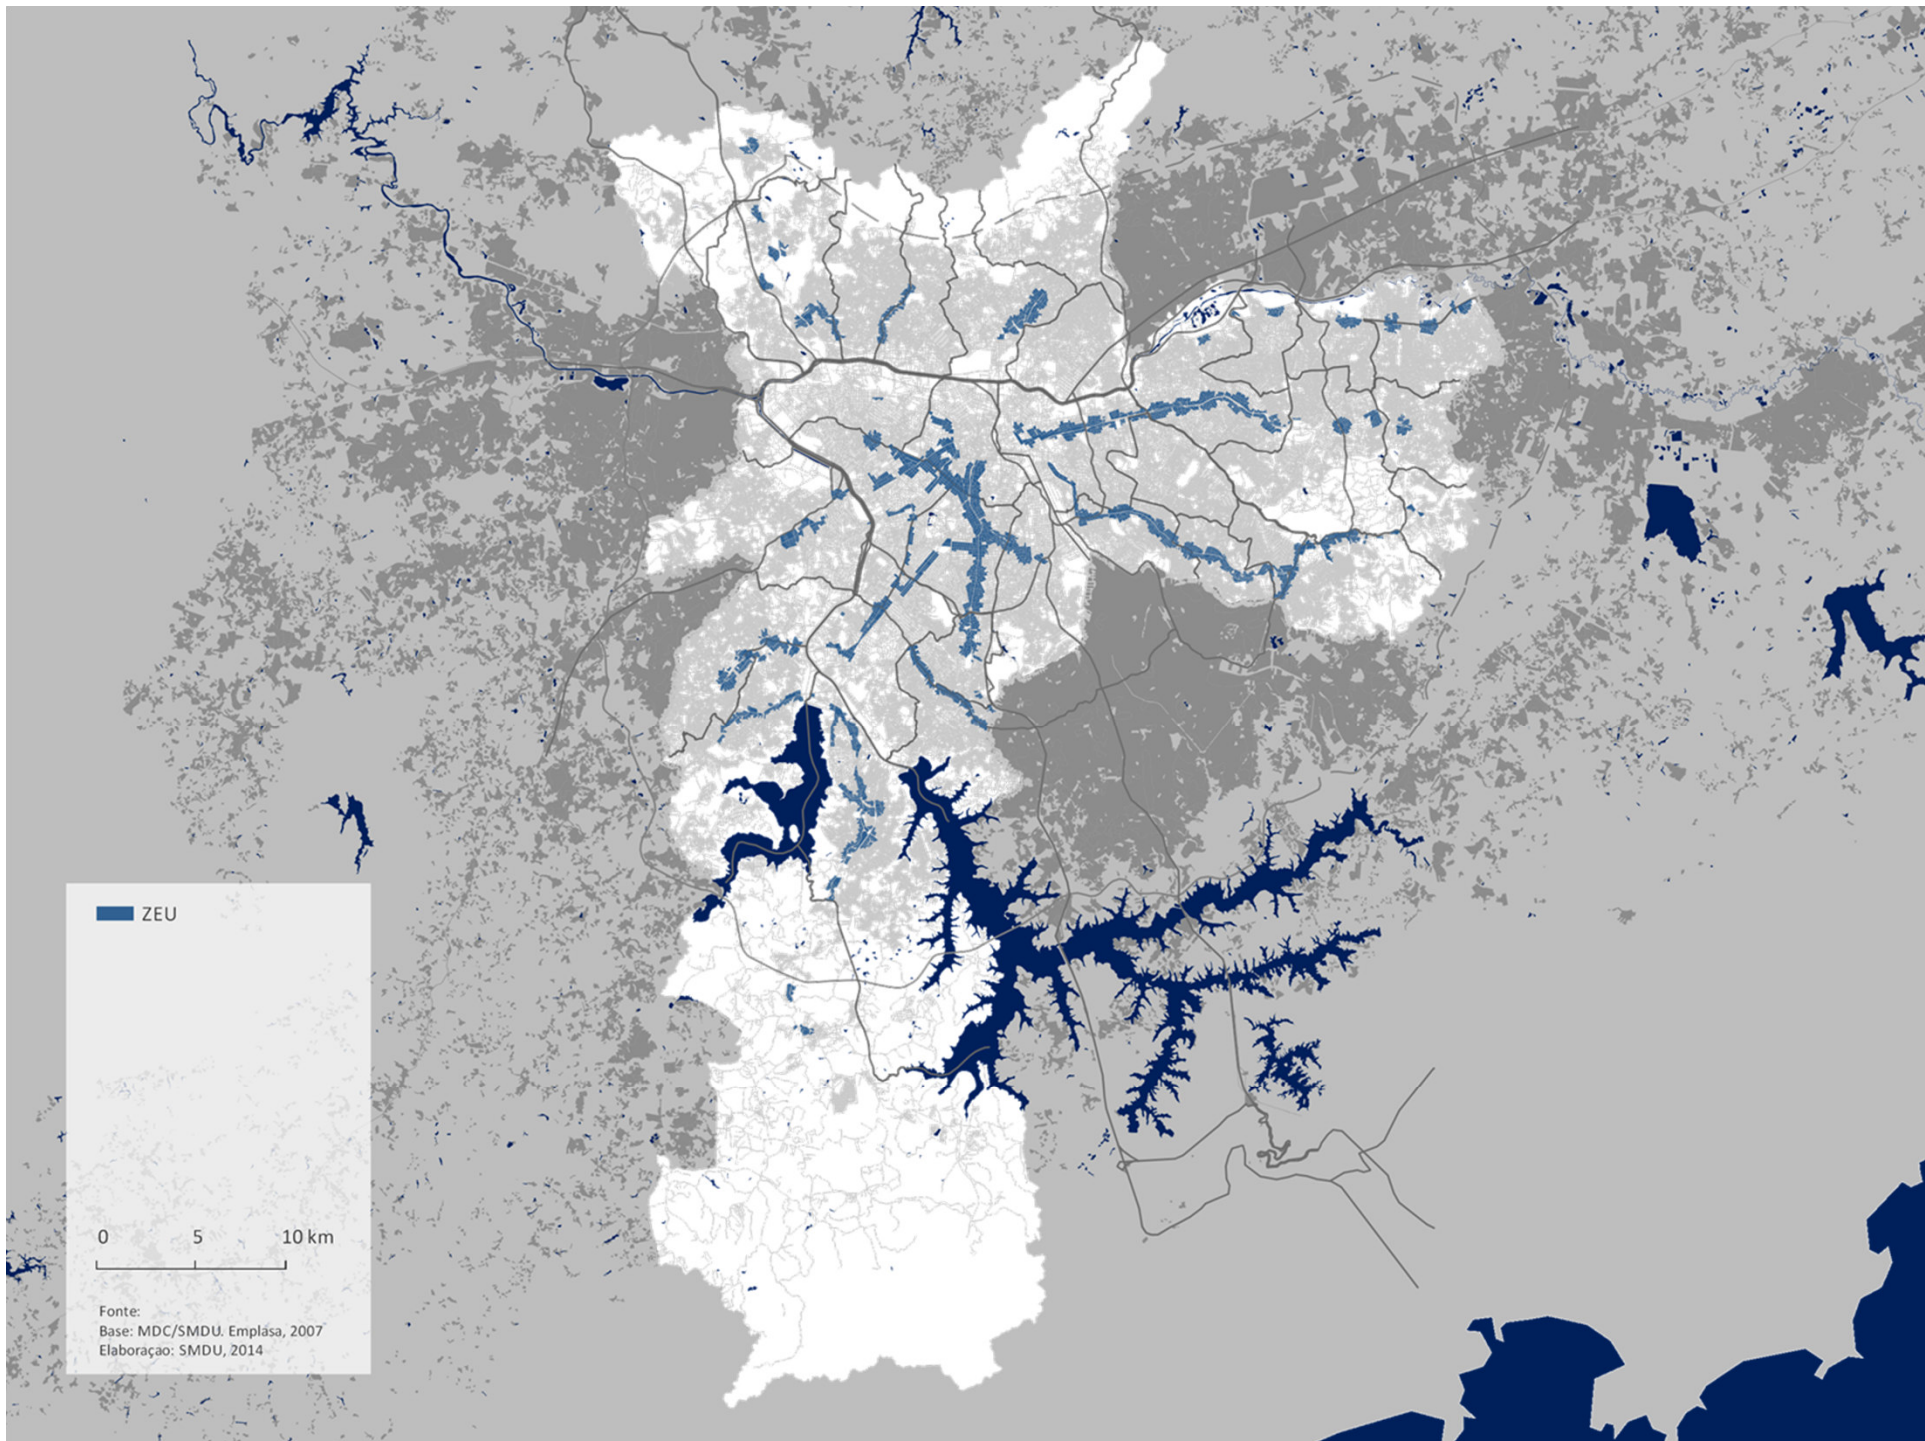 ZEU
0 5 10 km
Fonte:
Base: MDC/SMDU. Emplasa, 2007
Elaboraçao: SMDU, 2014